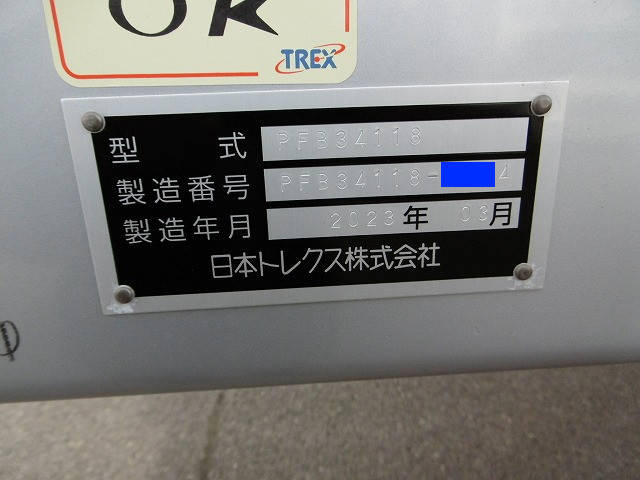 OK
TREX
型 式 PFB34118
製造番号 PFB34118- 4
製造年月 2023年 03月
日本トレクス株式会社